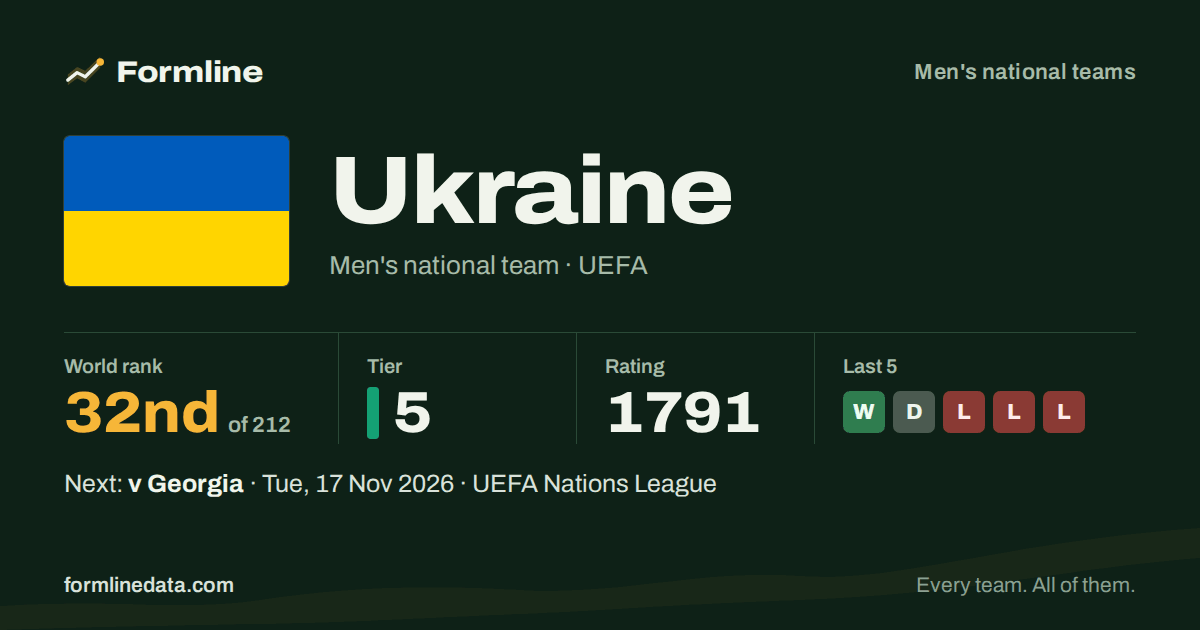 Formline
Men's national teams
Ukraine
Men's national team · UEFA
World rank
32nd of 212
Tier
5
Rating
1791
Last 5
W D L L L
Next: v Georgia · Tue, 17 Nov 2026 · UEFA Nations League
formlinedata.com
Every team. All of them.